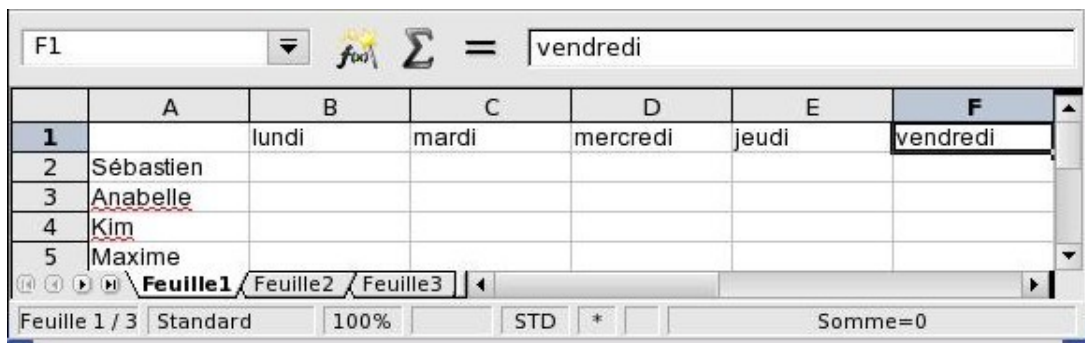 F1 f(x) Σ = vendredi
A B C D E F
1 lundi mardi mercredi jeudi vendredi
2 Sébastien
3 Anabelle
4 Kim
5 Maxime
Feuille1 Feuille2 Feuille3
Feuille 1 / 3 Standard 100% STD * Somme=0